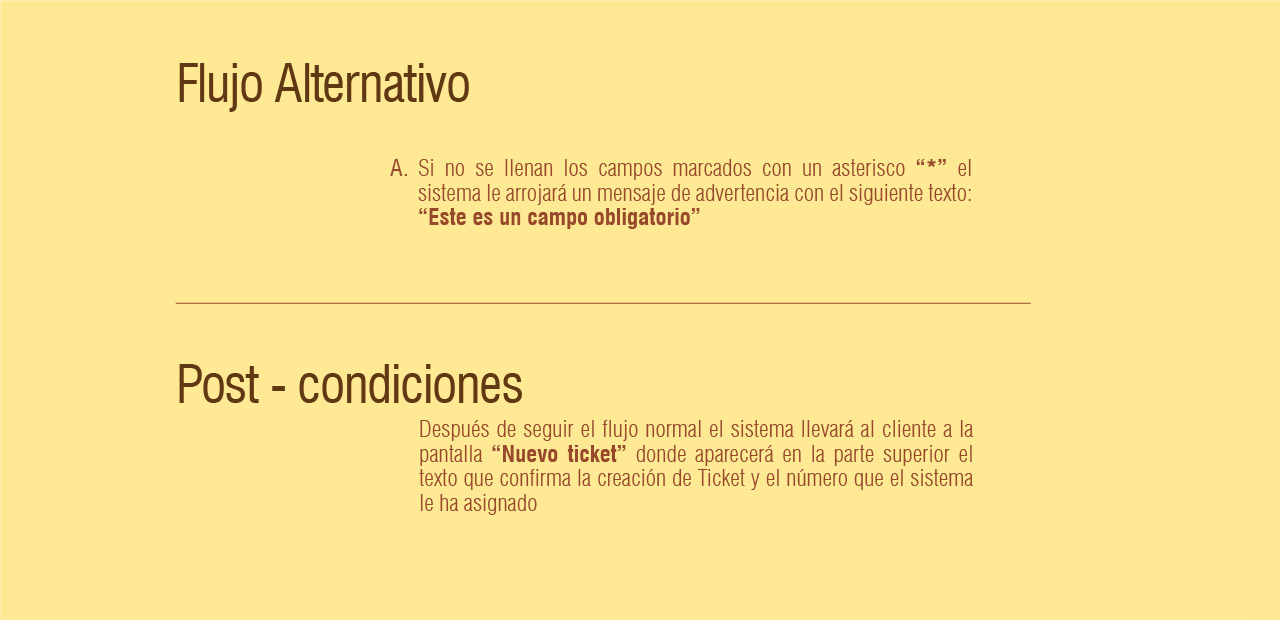 Flujo Alternativo
A. Si no se llenan los campos marcados con un asterisco “*” el
sistema le arrojará un mensaje de advertencia con el siguiente texto:
“Este es un campo obligatorio”
Post - condiciones
Después de seguir el flujo normal el sistema llevará al cliente a la
pantalla “Nuevo ticket” donde aparecerá en la parte superior el
texto que confirma la creación de Ticket y el número que el sistema
le ha asignado